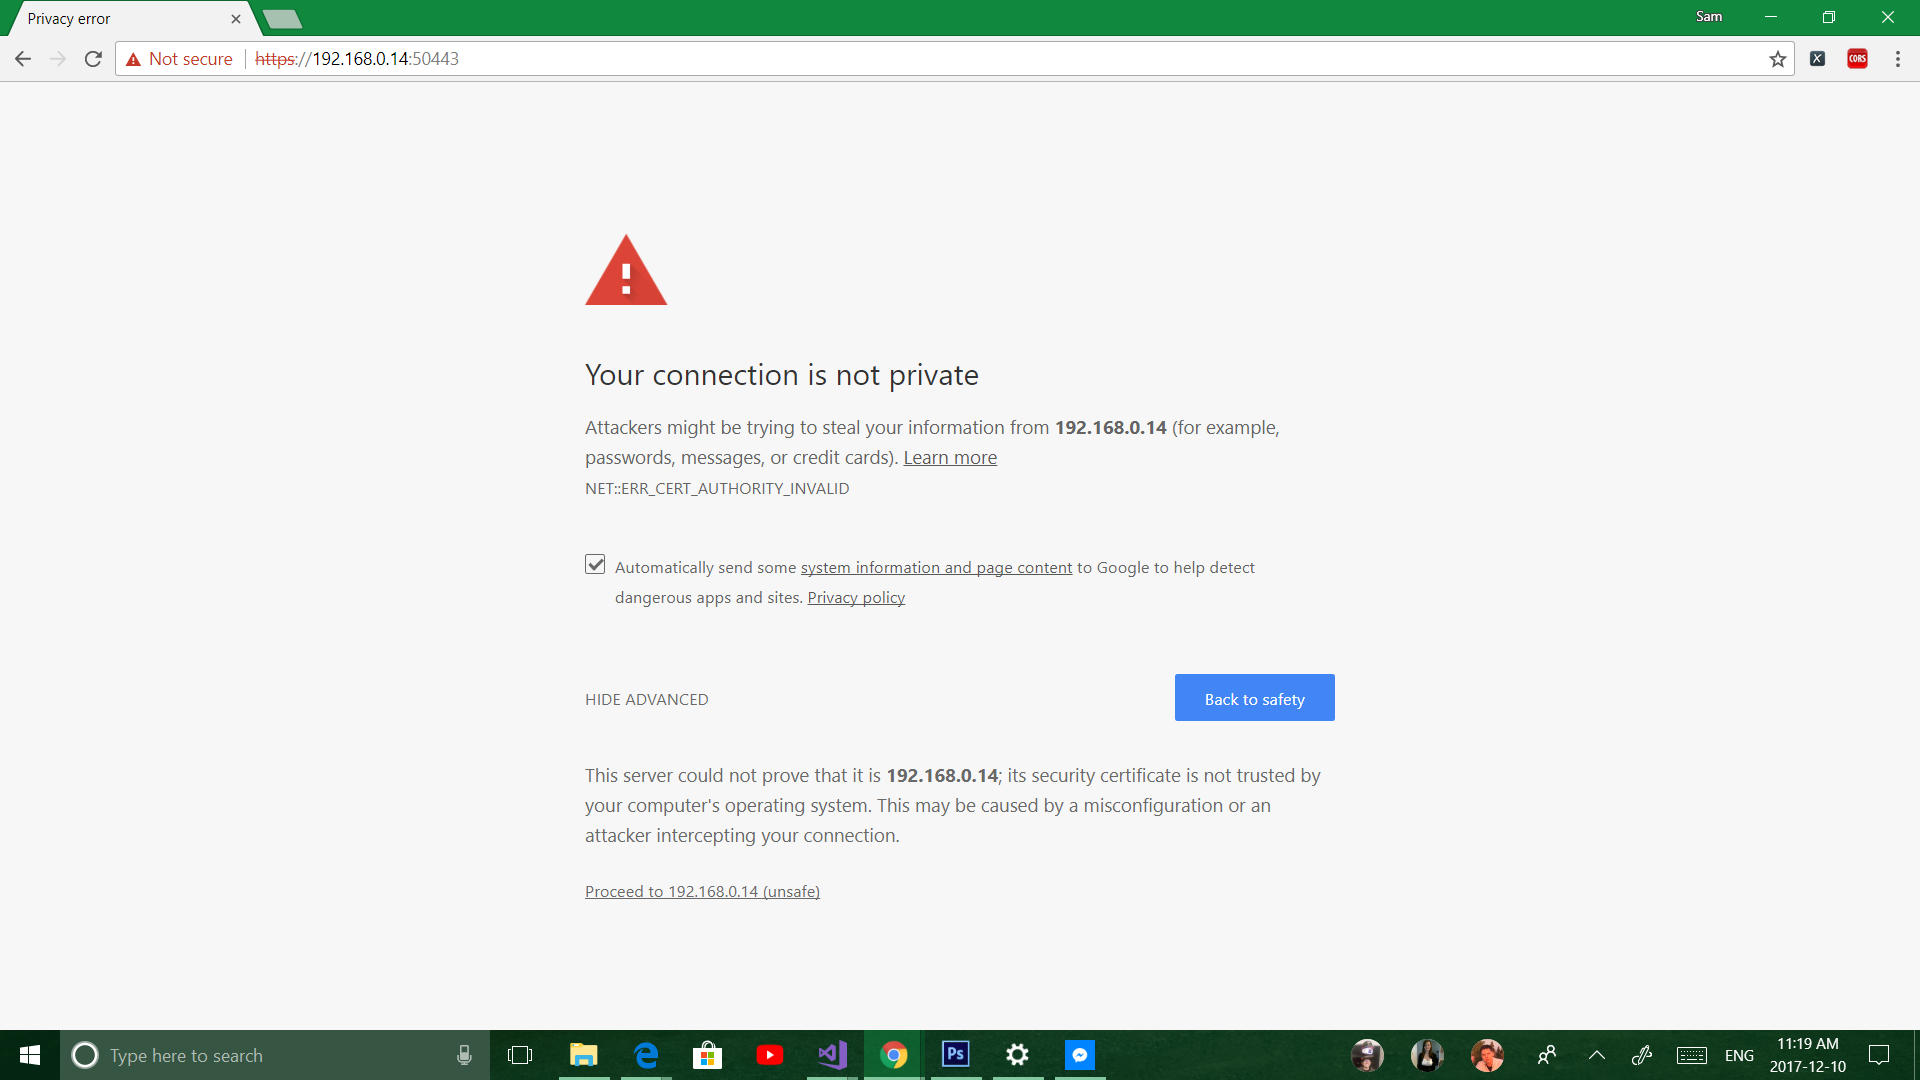 Privacy error
Sam
Not secure
https://192.168.0.14:50443
CORS
Your connection is not private
Attackers might be trying to steal your information from 192.168.0.14 (for example,
passwords, messages, or credit cards). Learn more
NET::ERR_CERT_AUTHORITY_INVALID
Automatically send some system information and page content to Google to help detect
dangerous apps and sites. Privacy policy
HIDE ADVANCED
Back to safety
This server could not prove that it is 192.168.0.14; its security certificate is not trusted by
your computer's operating system. This may be caused by a misconfiguration or an
attacker intercepting your connection.
Proceed to 192.168.0.14 (unsafe)
Type here to search
Ps
ENG
11:19 AM
2017-12-10